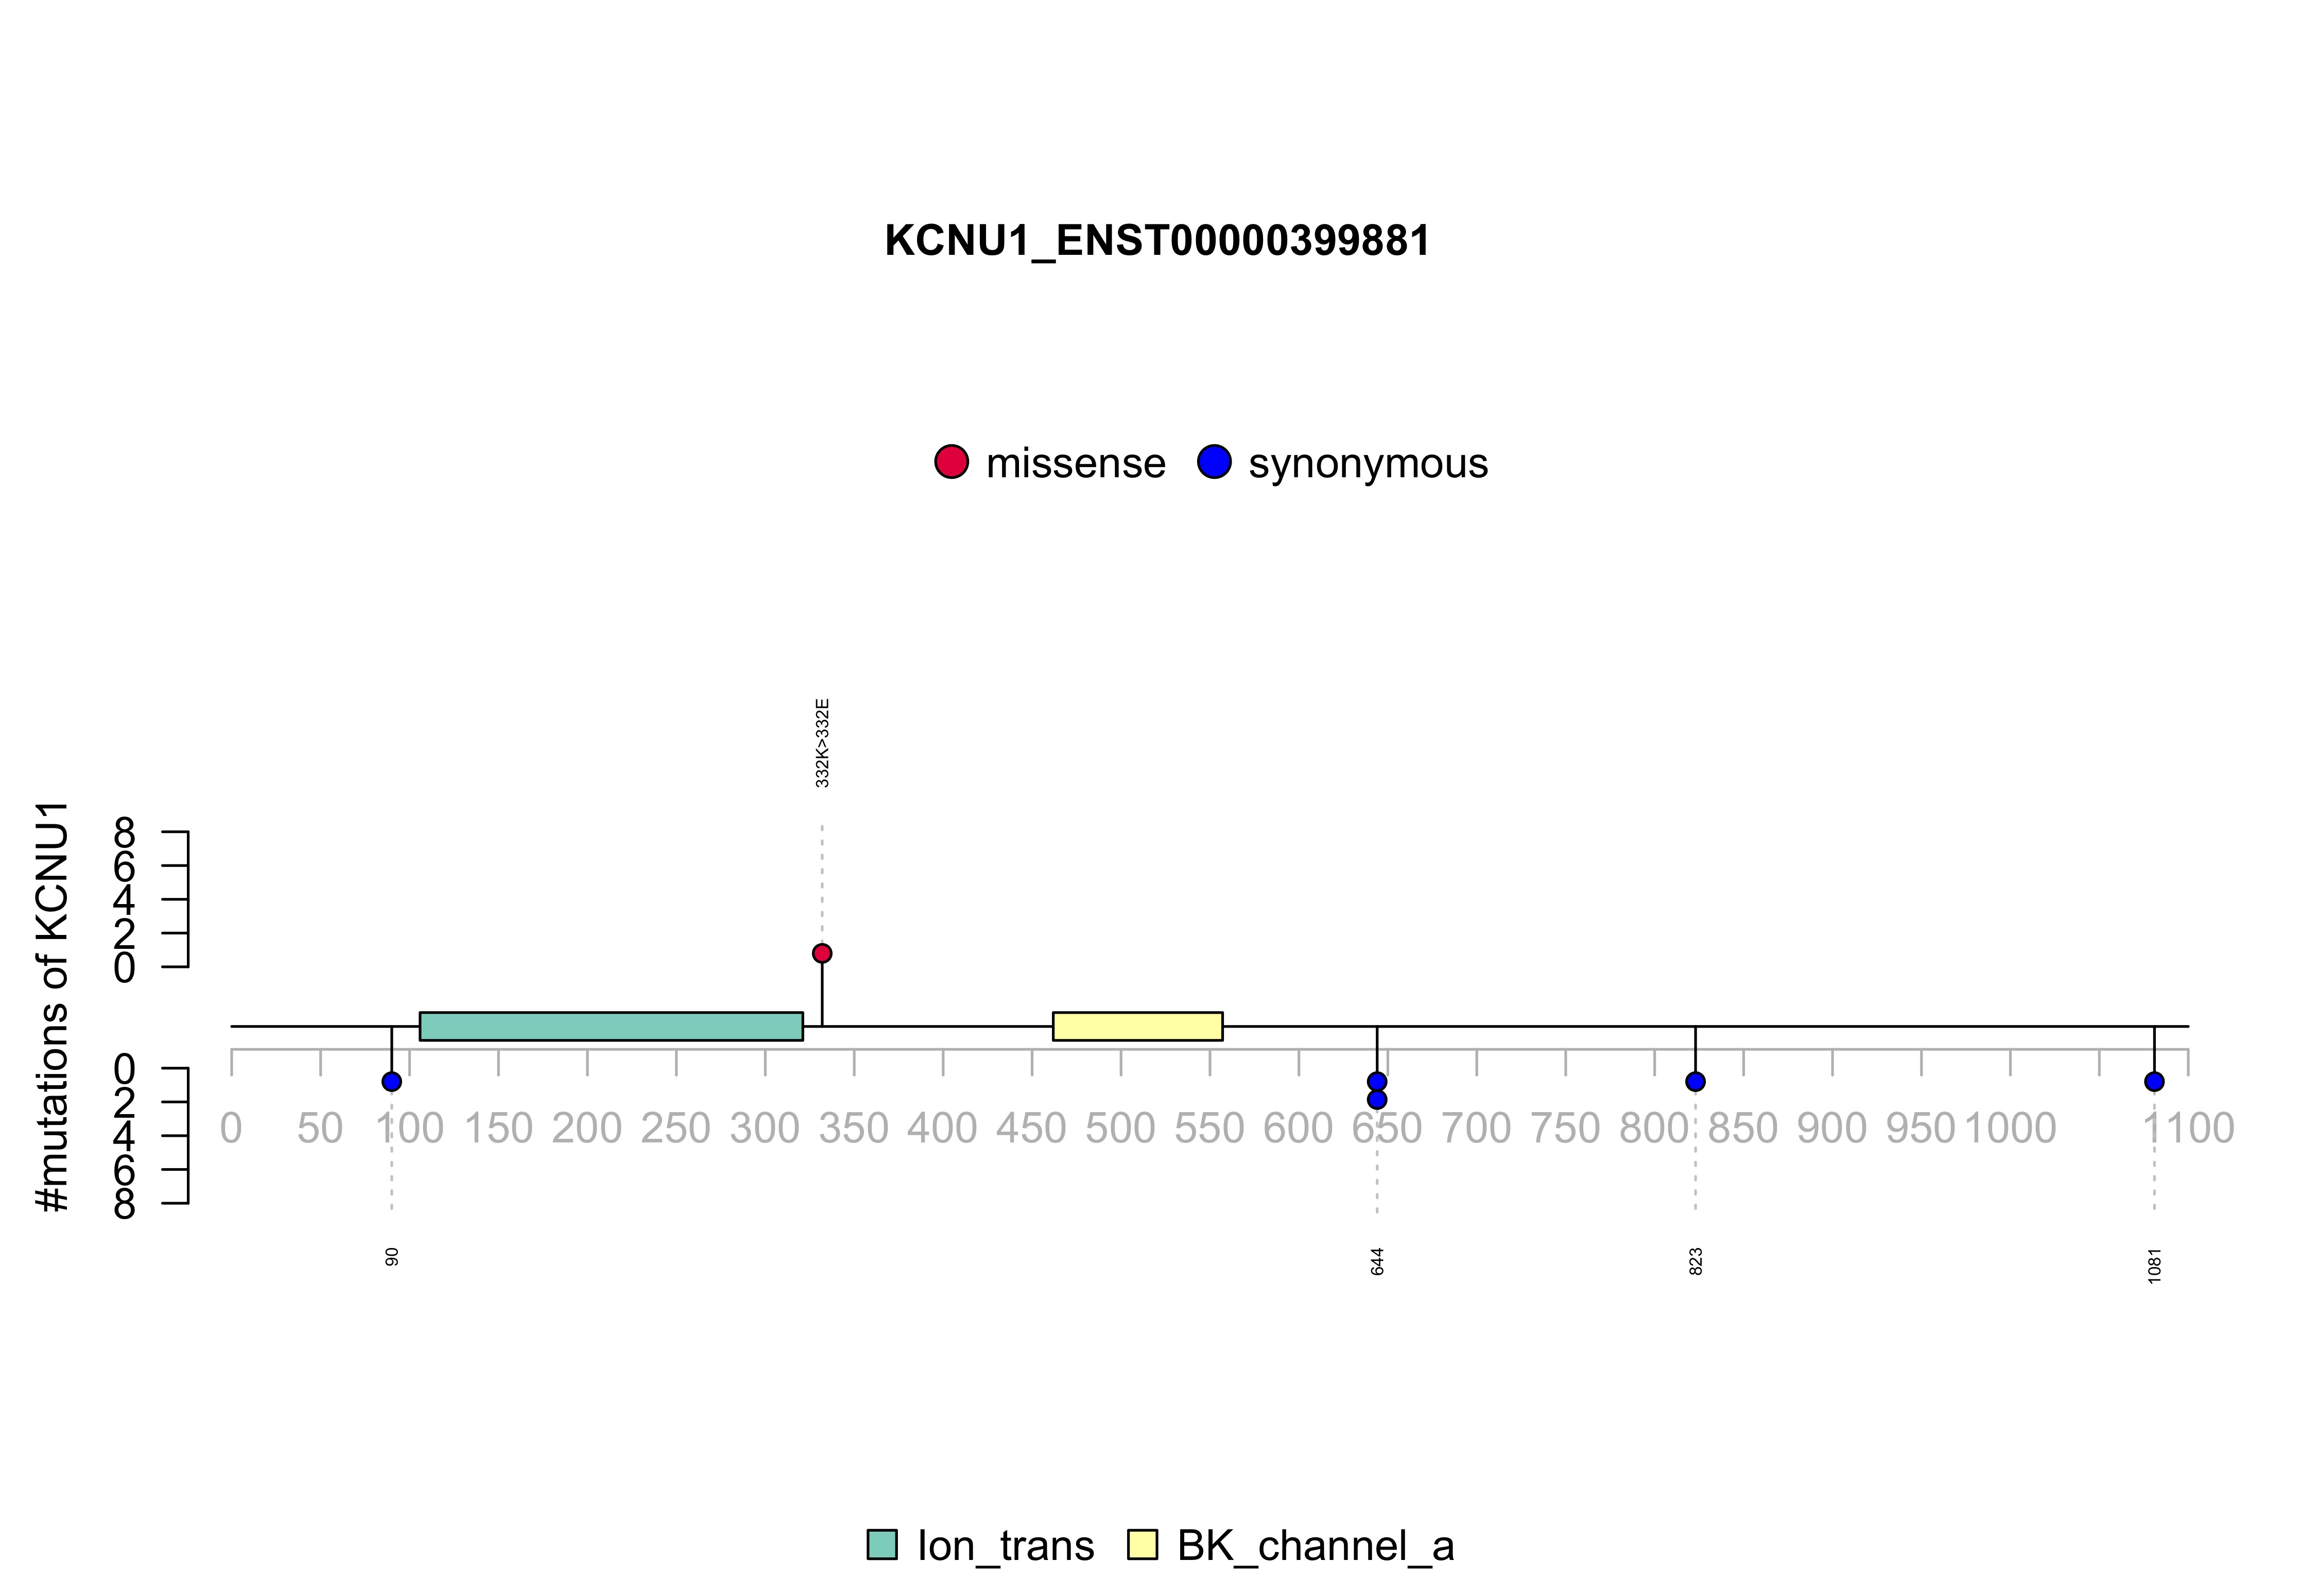 KCNU1_ENST00000399881
missense synonymous
332K>332E
#mutations of KCNU1
8
6
4
2
0
0
2
4
6
8
0 50 100 150 200 250 300 350 400 450 500 550 600 650 700 750 800 850 900 950 1000 1100
90 644 823 1081
Ion_trans BK_channel_a